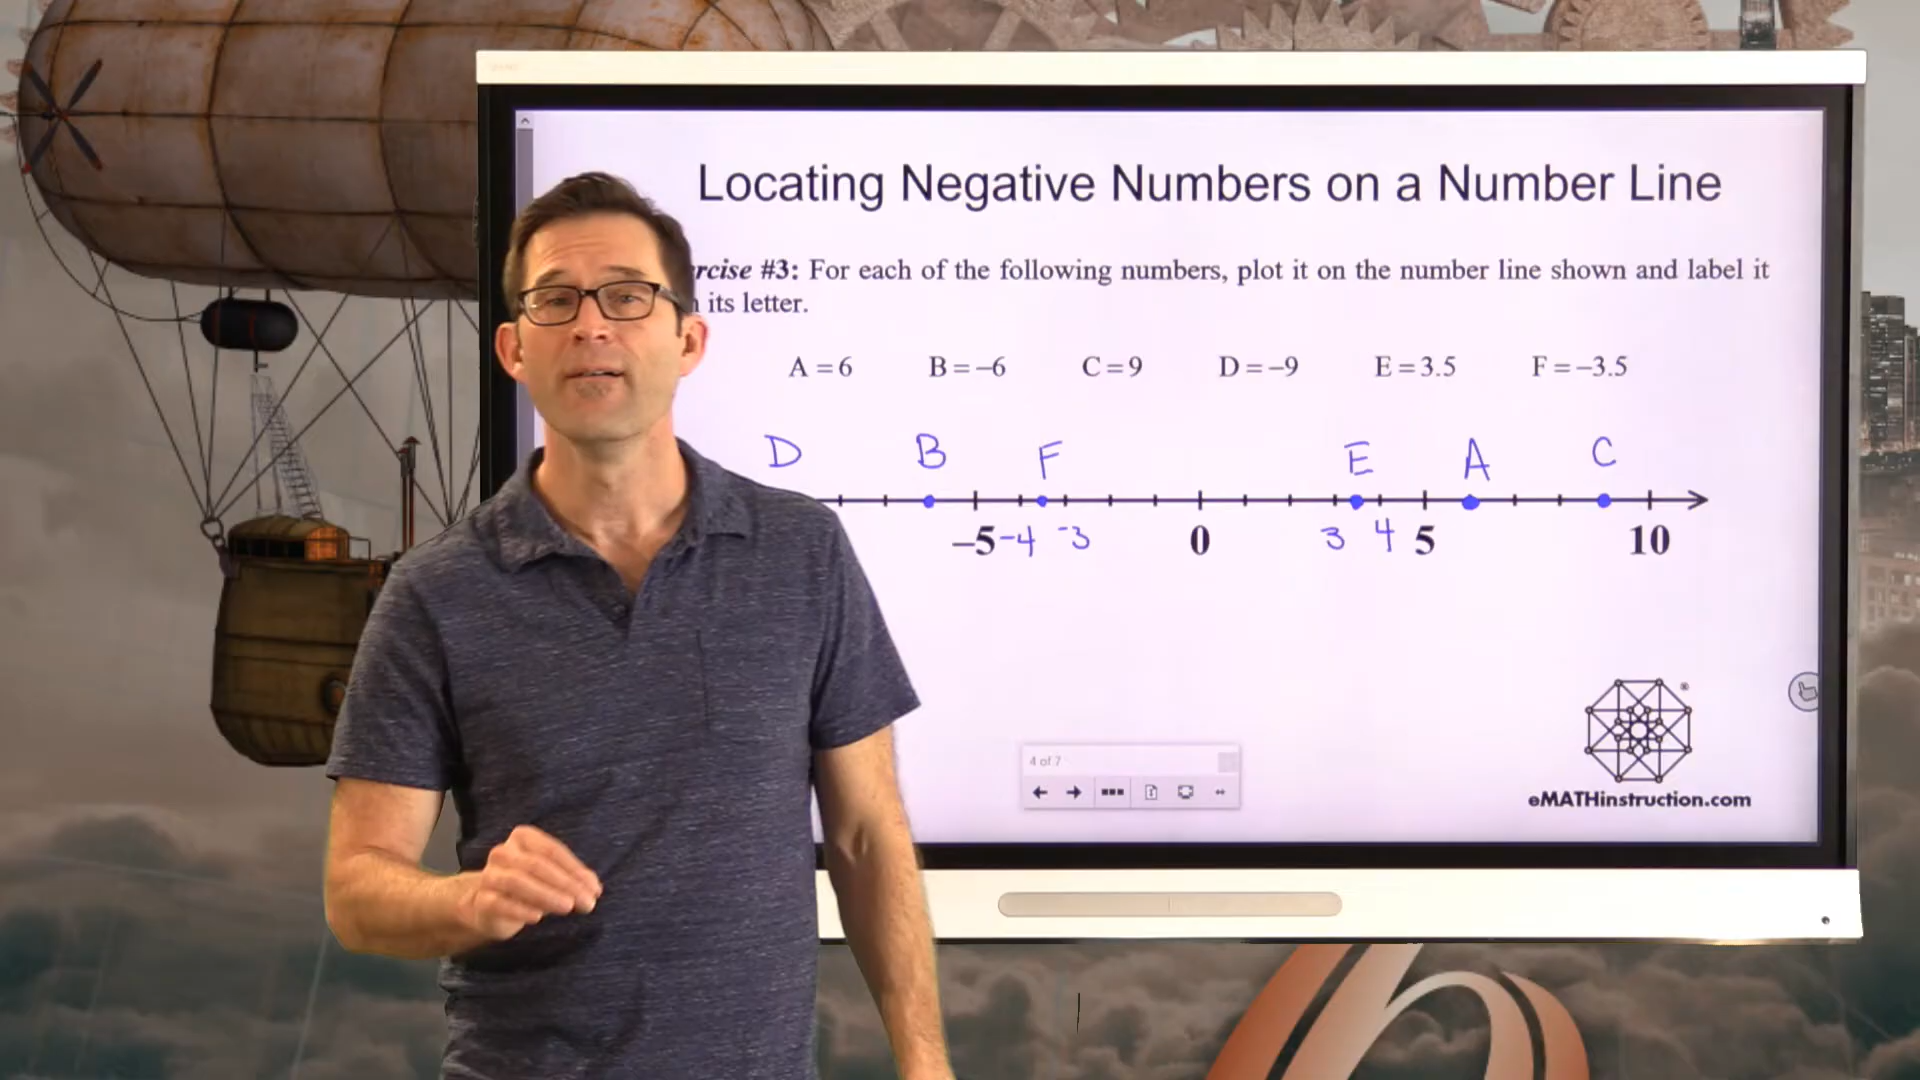 Locating Negative Numbers on a Number Line
rcise #3: For each of the following numbers, plot it on the number line shown and label it
its letter.
A = 6 B = –6 C = 9 D = –9 E = 3.5 F = –3.5
D B F E A C
–5 -4 -3 0 3 4 5 10
4 of 7
eMATHinstruction.com